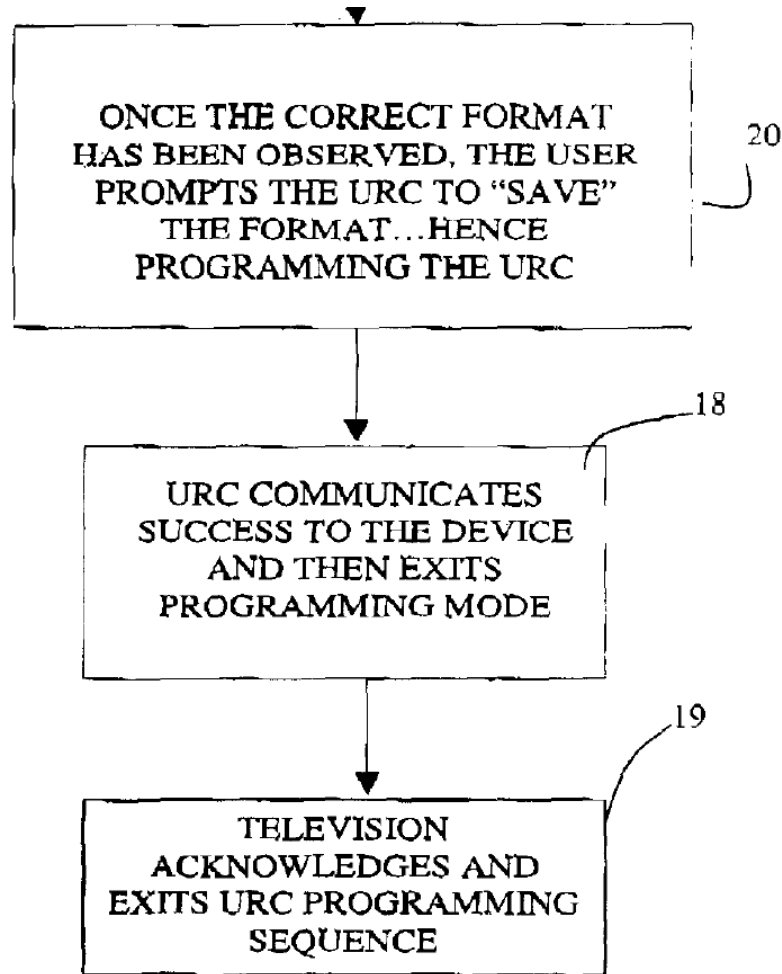 ONCE THE CORRECT FORMAT
HAS BEEN OBSERVED, THE USER
PROMPTS THE URC TO “SAVE”
THE FORMAT...HENCE
PROGRAMMING THE URC
20
18
URC COMMUNICATES
SUCCESS TO THE DEVICE
AND THEN EXITS
PROGRAMMING MODE
19
TELEVISION
ACKNOWLEDGES AND
EXITS URC PROGRAMMING
SEQUENCE